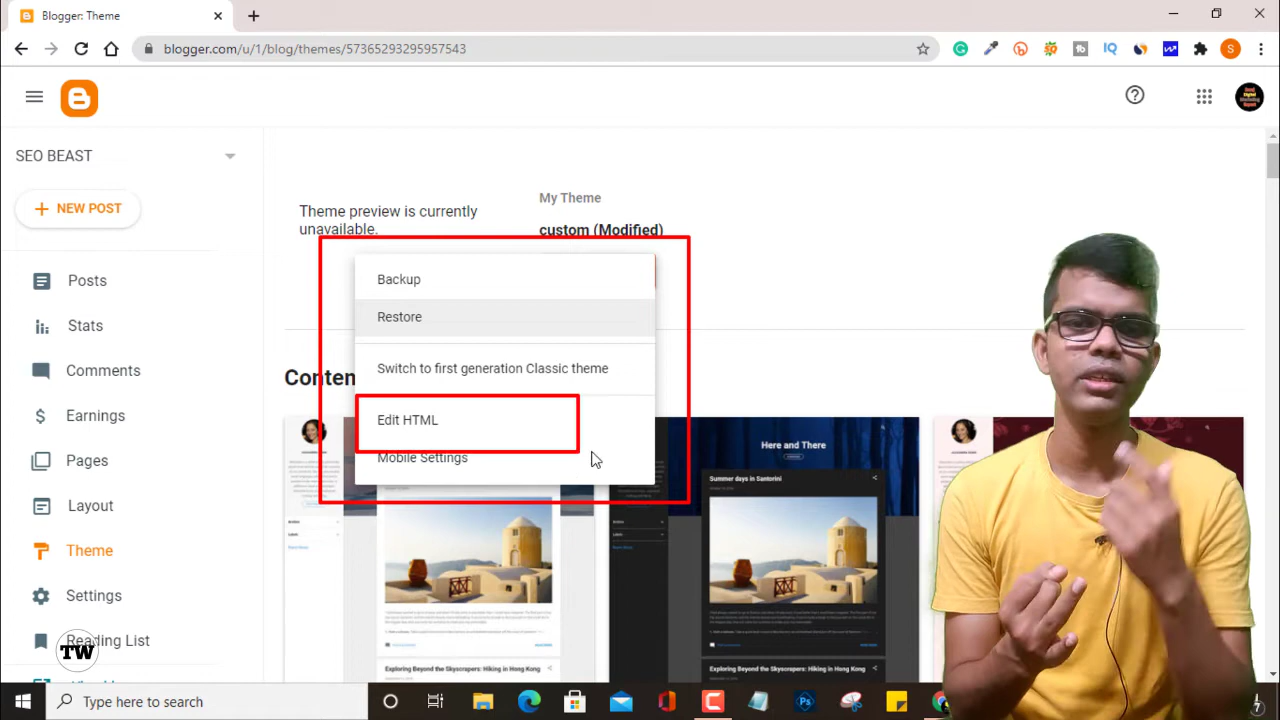 Blogger: Theme
blogger.com/u/1/blog/themes/57365293295957543
SEO BEAST
NEW POST
Posts
Stats
Comments
Earnings
Pages
Layout
Theme
Settings
Reading List
TW
Theme preview is currently
unavailable.
My Theme
custom (Modified)
Backup
Restore
Switch to first generation Classic theme
Edit HTML
Mobile Settings
Conten
Here and There
Summer days in Santorini
Exploring Beyond the Skyscrapers: Hiking in Hong Kong
Exploring Beyond the Skyscrapers: Hiking in Hong Kong
IQ
S
Type here to search
Ps